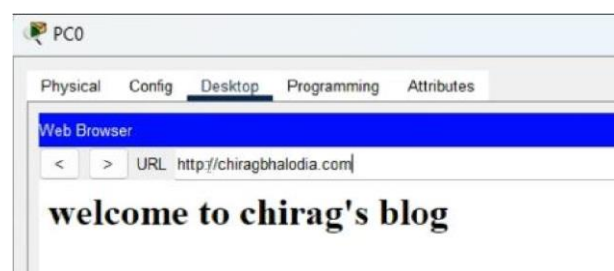 PC0
Physical Config Desktop Programming Attributes
Web Browser
< > URL http://chiragbhalodia.com
welcome to chirag's blog